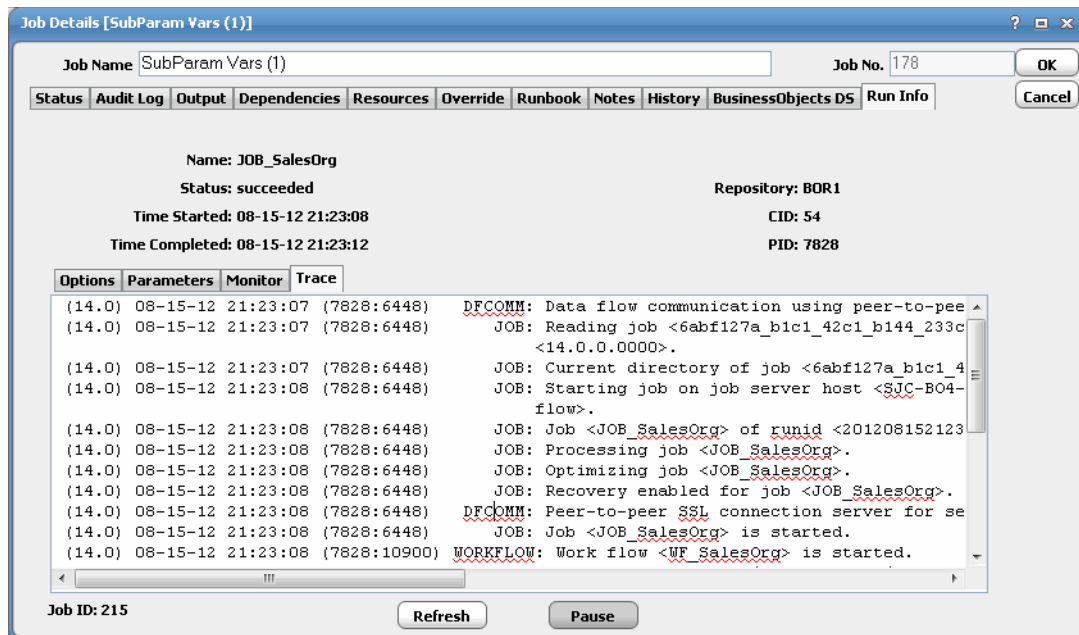 Job Details [SubParam Vars (1)]
Job Name SubParam Vars (1) Job No. 178 OK
Status Audit Log Output Dependencies Resources Override Runbook Notes History BusinessObjects DS Run Info Cancel
Name: JOB_SalesOrg
Status: succeeded Repository: BOR1
Time Started: 08-15-12 21:23:08 CID: 54
Time Completed: 08-15-12 21:23:12 PID: 7828
Options Parameters Monitor Trace
(14.0) 08-15-12 21:23:07 (7828:6448) DFCOMM: Data flow communication using peer-to-pee
(14.0) 08-15-12 21:23:07 (7828:6448) JOB: Reading job <6abf127a_b1c1_42c1_b144_233c
<14.0.0.0000>.
(14.0) 08-15-12 21:23:07 (7828:6448) JOB: Current directory of job <6abf127a_b1c1_4
(14.0) 08-15-12 21:23:08 (7828:6448) JOB: Starting job on job server host <SJC-BO4-
flow>.
(14.0) 08-15-12 21:23:08 (7828:6448) JOB: Job <JOB_SalesOrg> of runid <201208152123
(14.0) 08-15-12 21:23:08 (7828:6448) JOB: Processing job <JOB_SalesOrg>.
(14.0) 08-15-12 21:23:08 (7828:6448) JOB: Optimizing job <JOB_SalesOrg>.
(14.0) 08-15-12 21:23:08 (7828:6448) JOB: Recovery enabled for job <JOB_SalesOrg>.
(14.0) 08-15-12 21:23:08 (7828:6448) DFCOMM: Peer-to-peer SSL connection server for se
(14.0) 08-15-12 21:23:08 (7828:6448) JOB: Job <JOB_SalesOrg> is started.
(14.0) 08-15-12 21:23:08 (7828:10900) WORKFLOW: Work flow <WF_SalesOrg> is started.
Job ID: 215 Refresh Pause